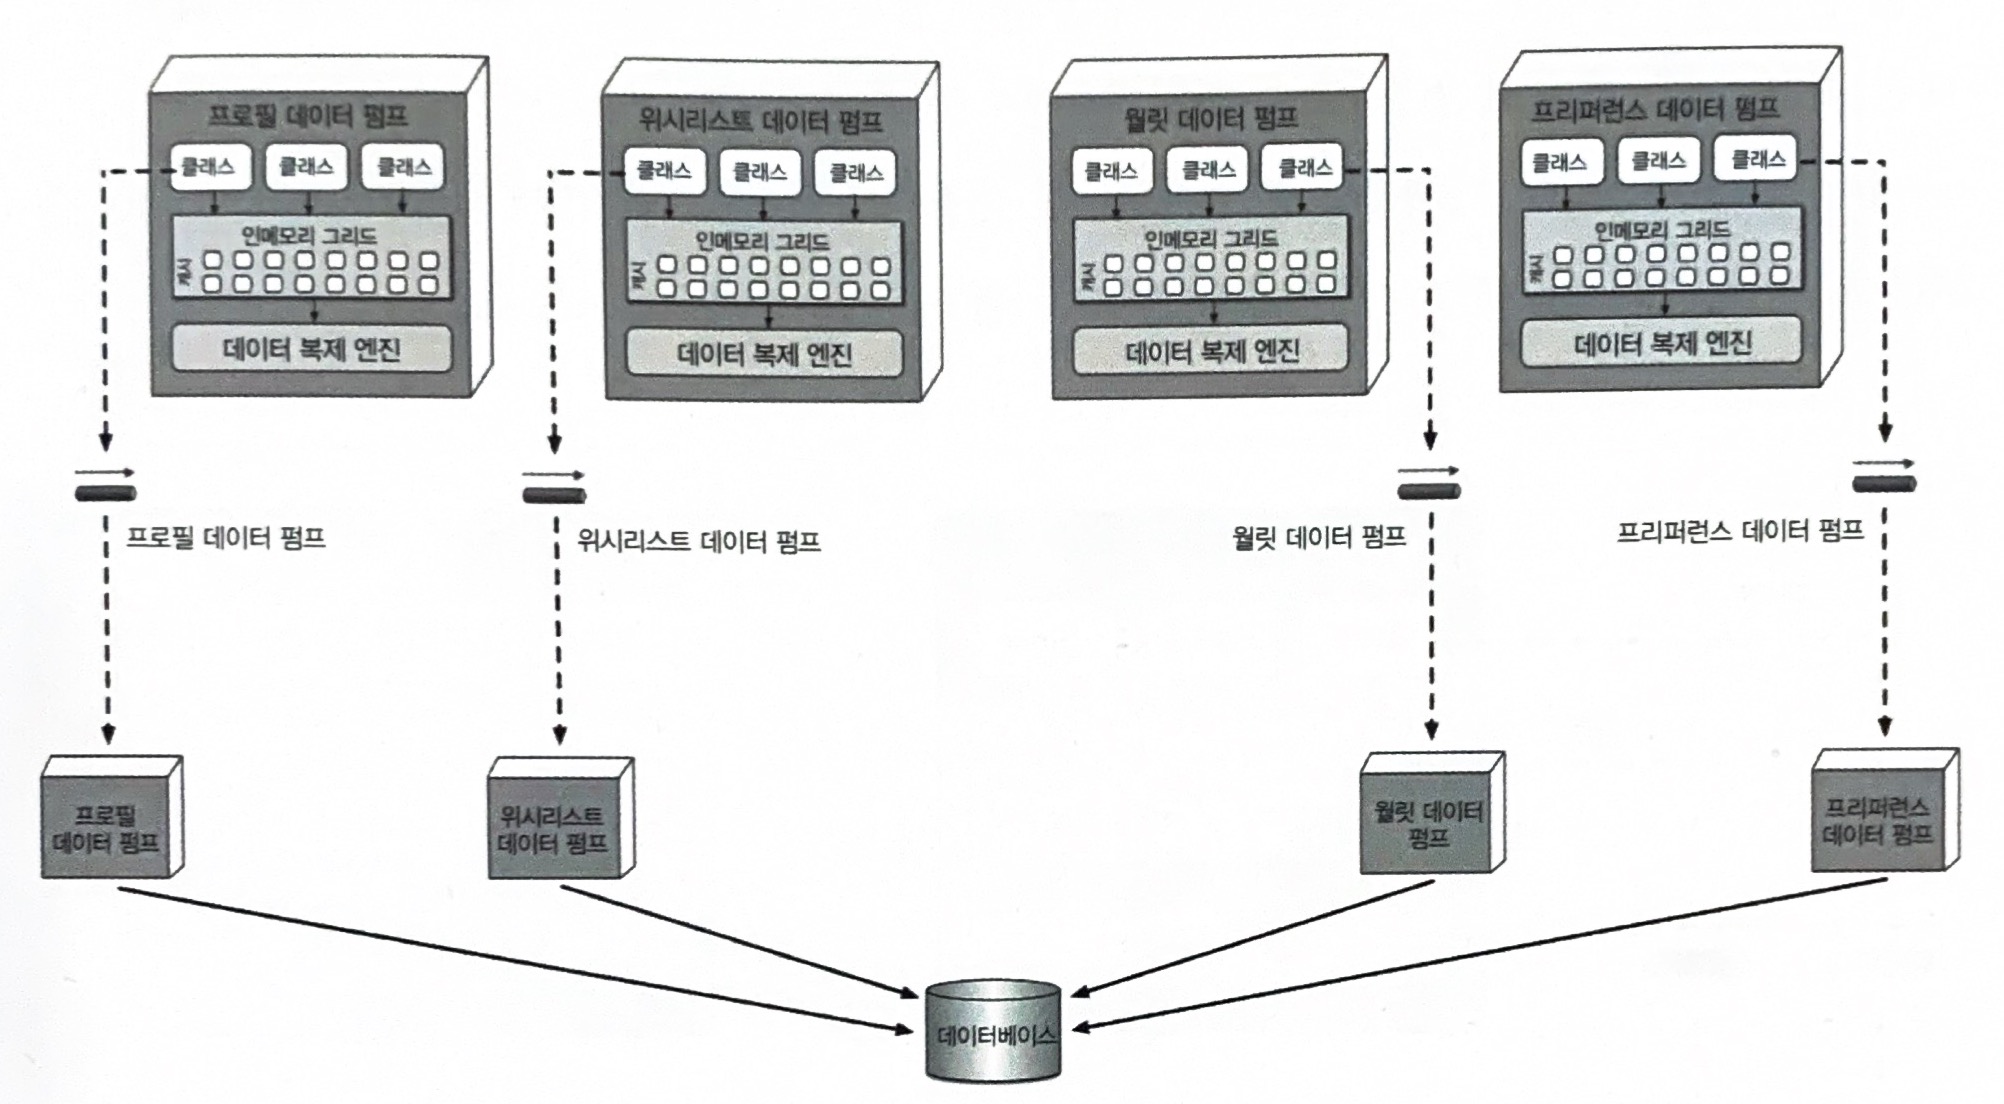 프로필 데이터 펌프
클래스 클래스 클래스
인메모리 그리드
캐시
데이터 복제 엔진
위시리스트 데이터 펌프
클래스 클래스 클래스
인메모리 그리드
캐시
데이터 복제 엔진
월릿 데이터 펌프
클래스 클래스 클래스
인메모리 그리드
캐시
데이터 복제 엔진
프리퍼런스 데이터 펌프
클래스 클래스 클래스
인메모리 그리드
캐시
데이터 복제 엔진
프로필 데이터 펌프
위시리스트 데이터 펌프
월릿 데이터 펌프
프리퍼런스 데이터 펌프
프로필
데이터 펌프
위시리스트
데이터 펌프
월릿 데이터
펌프
프리퍼런스
데이터 펌프
데이터베이스